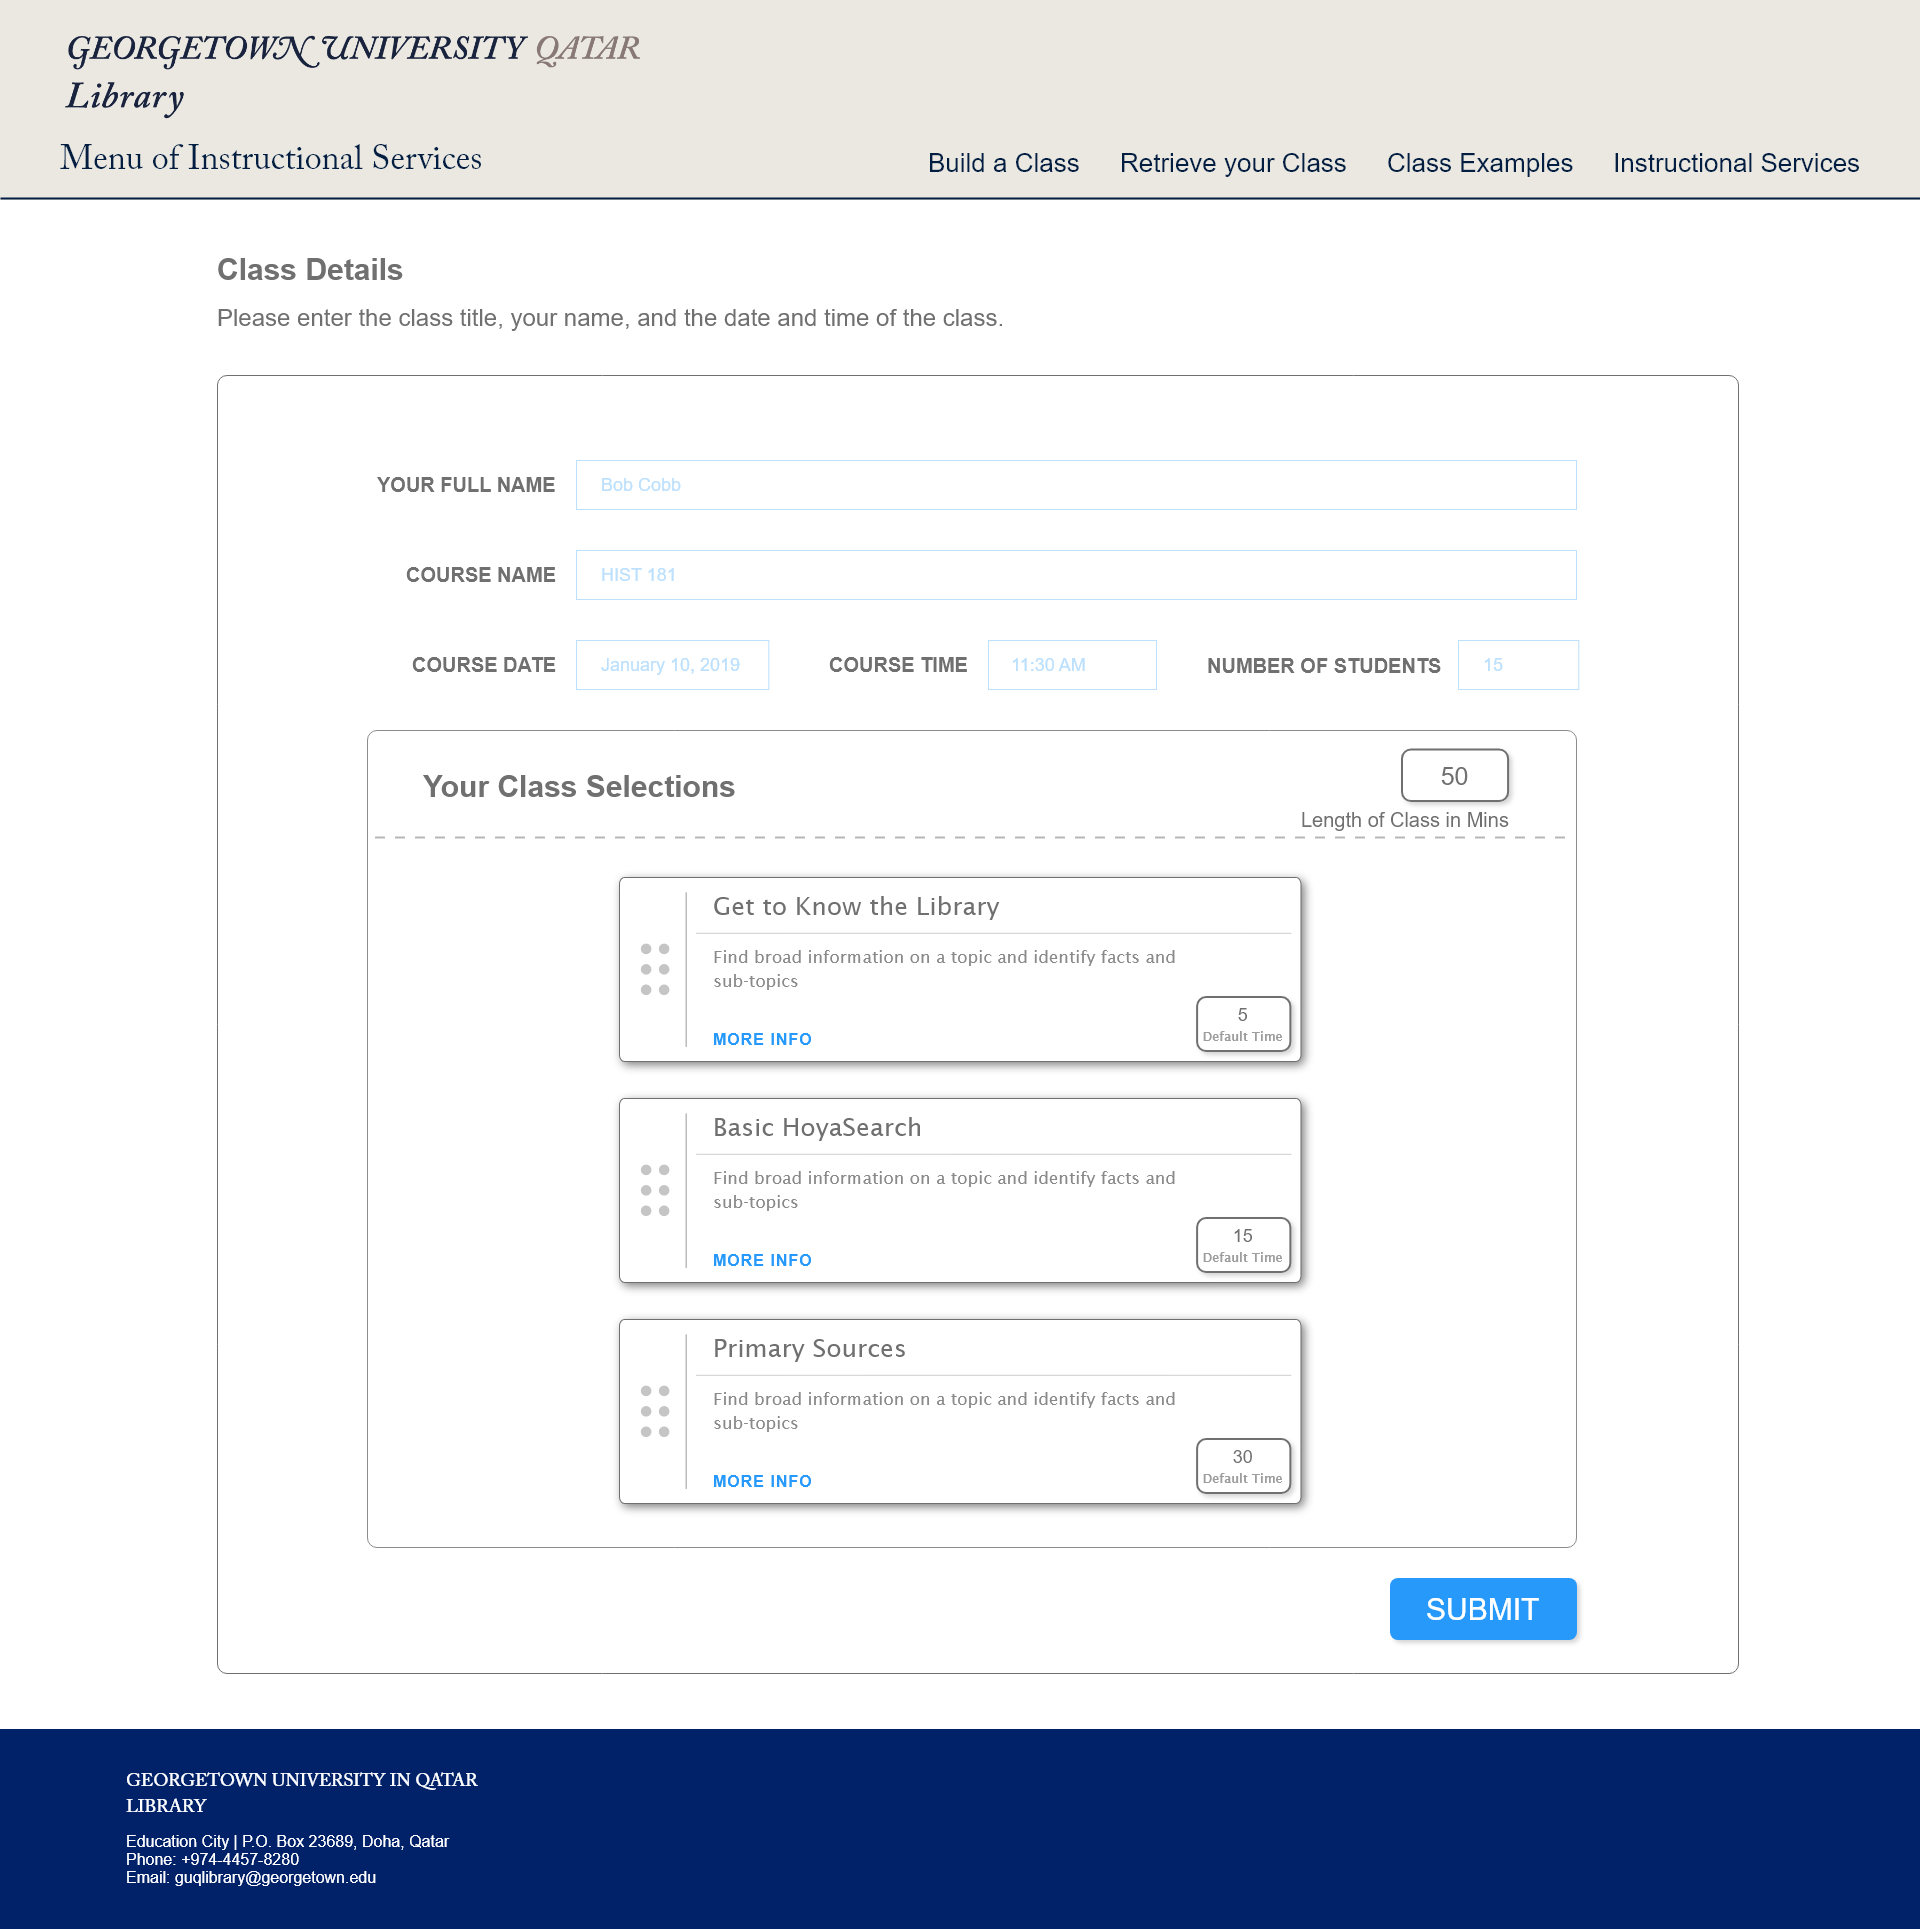 GEORGETOWN UNIVERSITY QATAR
Library
Menu of Instructional Services
Build a Class
Retrieve your Class
Class Examples
Instructional Services
Class Details
Please enter the class title, your name, and the date and time of the class.
YOUR FULL NAME
Bob Cobb
COURSE NAME
HIST 181
COURSE DATE
January 10, 2019
COURSE TIME
11:30 AM
NUMBER OF STUDENTS
15
Your Class Selections
50
Length of Class in Mins
Get to Know the Library
Find broad information on a topic and identify facts and
sub-topics
MORE INFO
5
Default Time
Basic HoyaSearch
Find broad information on a topic and identify facts and
sub-topics
MORE INFO
15
Default Time
Primary Sources
Find broad information on a topic and identify facts and
sub-topics
MORE INFO
30
Default Time
SUBMIT
GEORGETOWN UNIVERSITY IN QATAR
LIBRARY
Education City | P.O. Box 23689, Doha, Qatar
Phone: +974-4457-8280
Email: guqlibrary@georgetown.edu